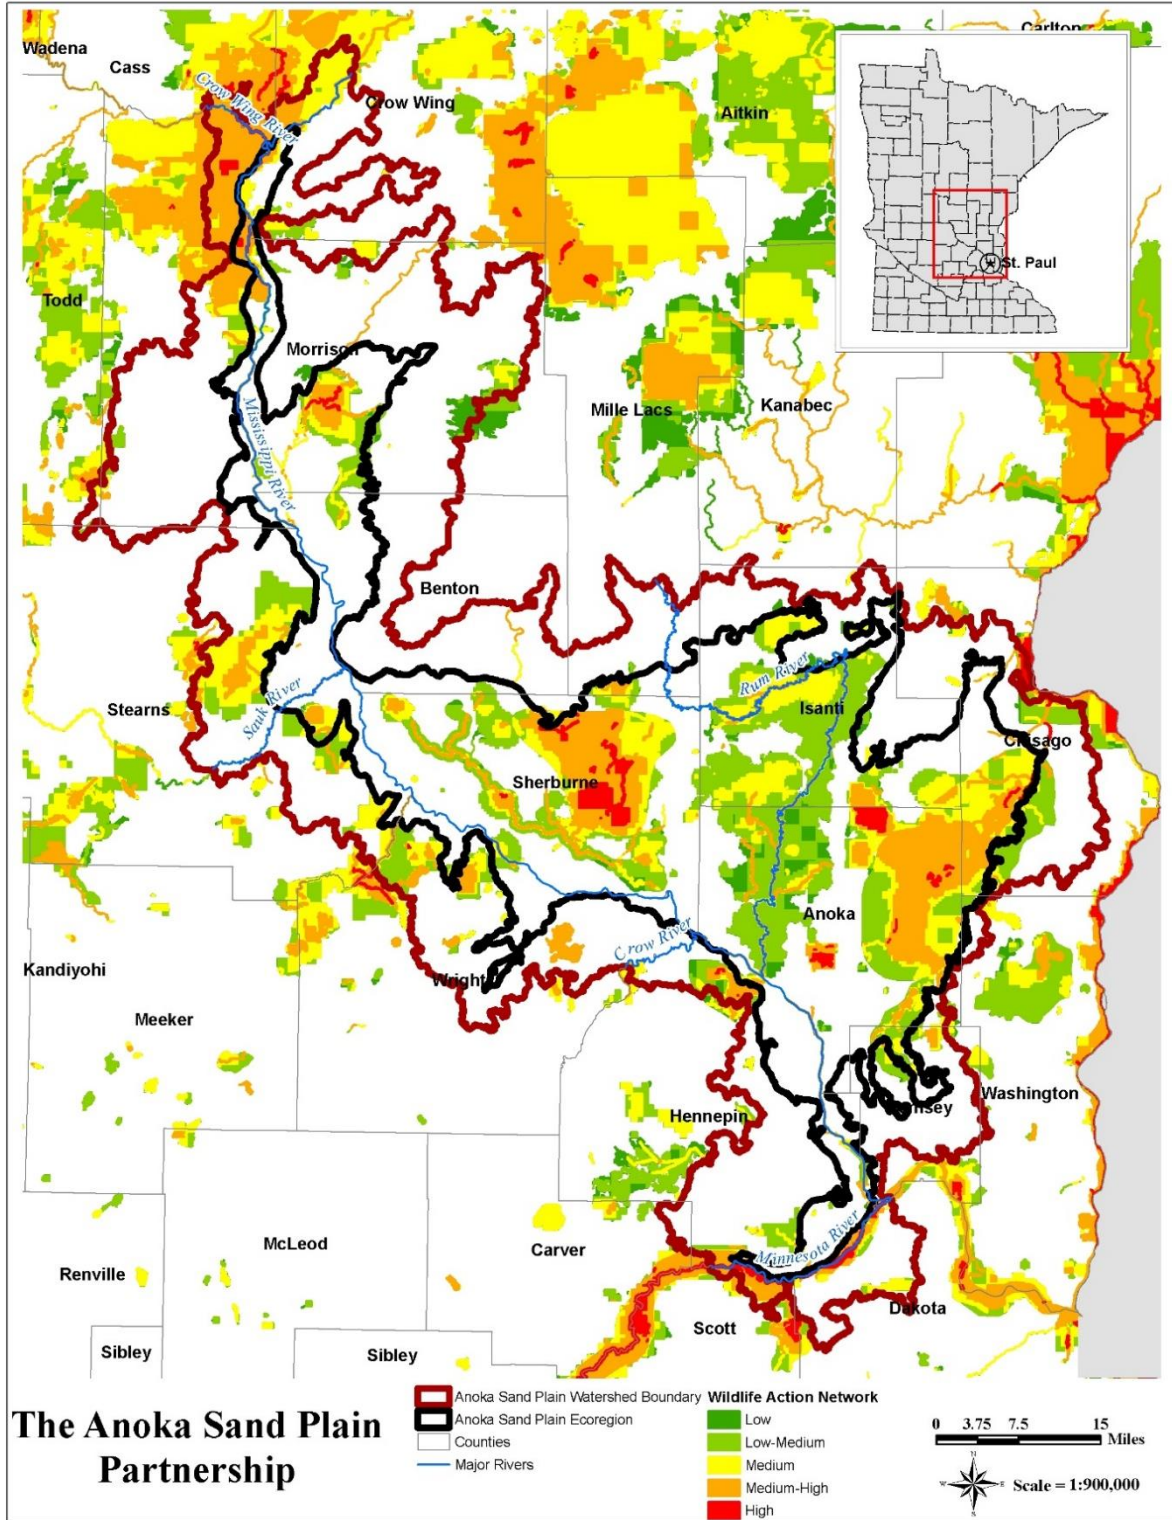 Carlton
Wadena
Cass
Crow Wing River
Crow Wing
Aitkin
St. Paul
Todd
Morrison
Mississippi River
Mille Lacs
Kanabec
Benton
Rum River
Isanti
Stearns
Sauk River
Chisago
Sherburne
Anoka
Crow River
Wright
Kandiyohi
Meeker
Washington
Hennepin
Minnesota River
McLeod
Carver
Renville
Dakota
Scott
Sibley
Sibley
The Anoka Sand Plain
Partnership
Anoka Sand Plain Watershed Boundary
Anoka Sand Plain Ecoregion
Counties
Major Rivers
Wildlife Action Network
Low
Low-Medium
Medium
Medium-High
High
0 3.75 7.5 15
Miles
N
W E
S
Scale = 1:900,000